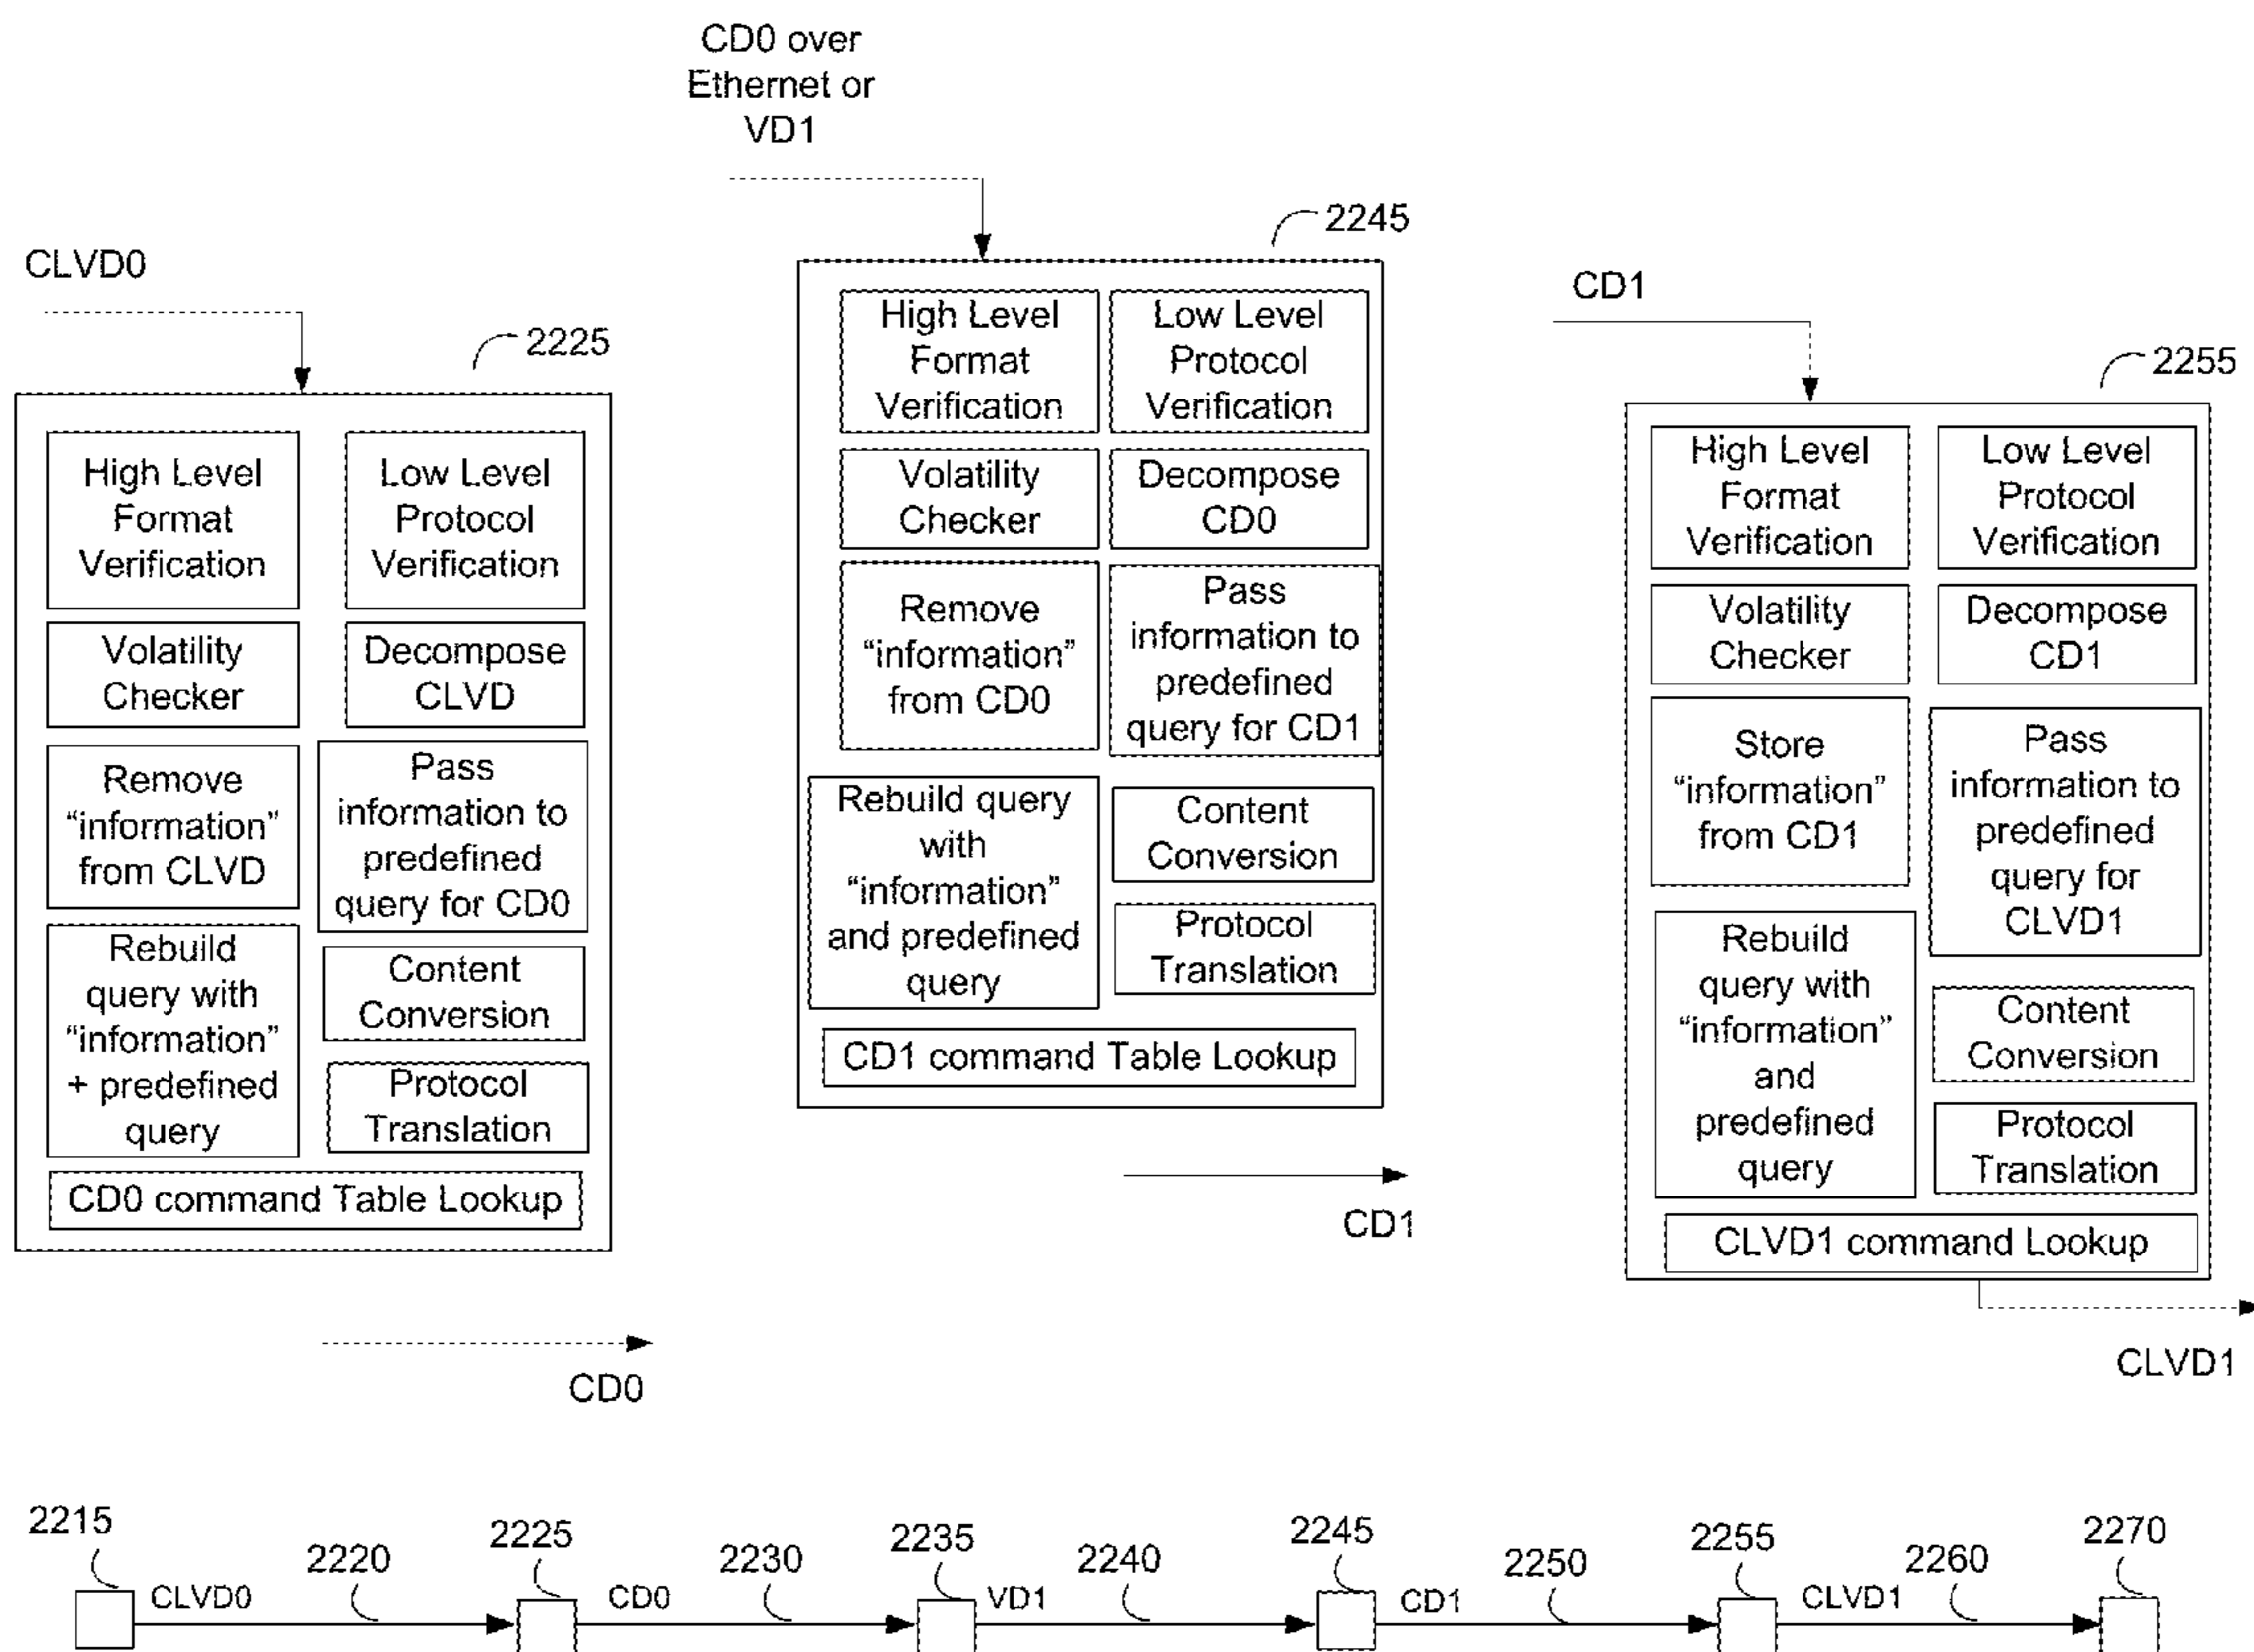 CD0 over
Ethernet or
VD1
CLVD0
2225
High Level
Format
Verification
Low Level
Protocol
Verification
Volatility
Checker
Decompose
CLVD
Remove
“information”
from CLVD
Pass
information to
predefined
query for CD0
Rebuild
query with
“information”
+ predefined
query
Content
Conversion
Protocol
Translation
CD0 command Table Lookup
CD0
2245
High Level
Format
Verification
Low Level
Protocol
Verification
Volatility
Checker
Decompose
CD0
Remove
“information”
from CD0
Pass
information to
predefined
query for CD1
Rebuild query
with
“information”
and predefined
query
Content
Conversion
Protocol
Translation
CD1 command Table Lookup
CD1
CD1
2255
High Level
Format
Verification
Low Level
Protocol
Verification
Volatility
Checker
Decompose
CD1
Store
“information”
from CD1
Pass
information to
predefined
query for
CLVD1
Rebuild
query with
“information”
and
predefined
query
Content
Conversion
Protocol
Translation
CLVD1 command Lookup
CLVD1
2215
CLVD0
2220
2225
CD0
2230
2235
VD1
2240
2245
CD1
2250
2255
CLVD1
2260
2270